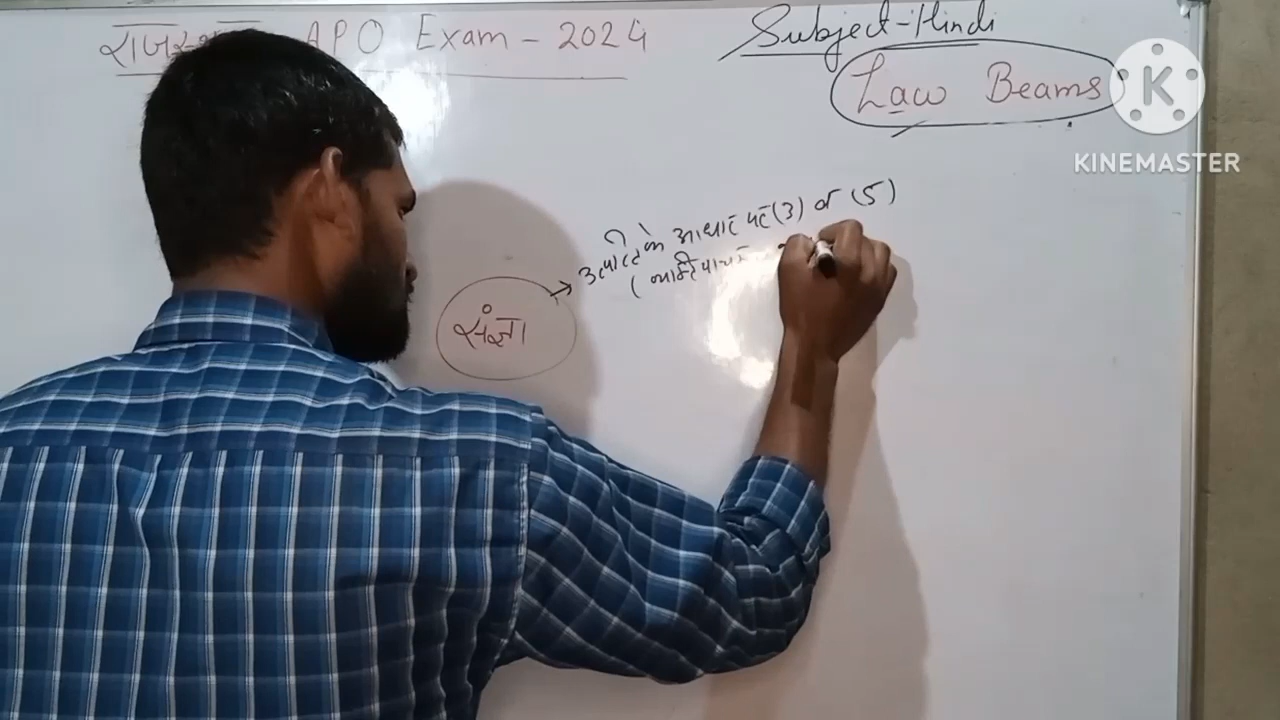 APO Exam - 2024
Subject-Hindi
Law Beams
K
KINEMASTER
उत्पत्ति के आधार पर (3) or (5)
संज्ञा